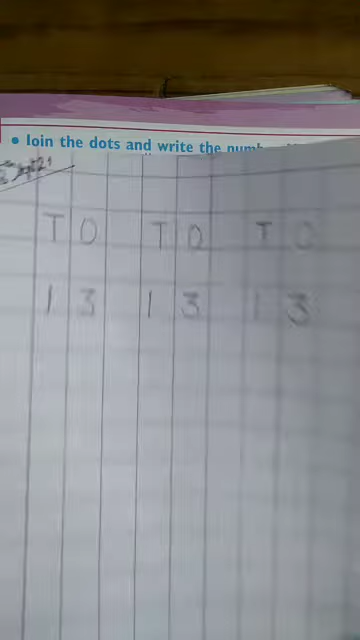 • Join the dots and write the
T O T O T O
1 3 1 3 1 3